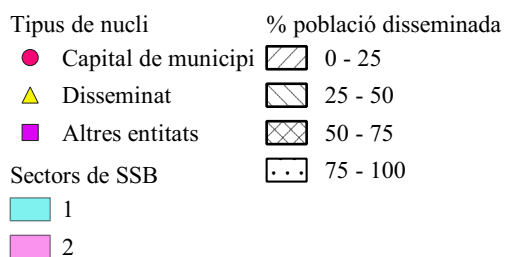 Tipus de nucli
Capital de municipi
Disseminat
Altres entitats
Sectors de SSB
1
2
% població disseminada
0 - 25
25 - 50
50 - 75
75 - 100